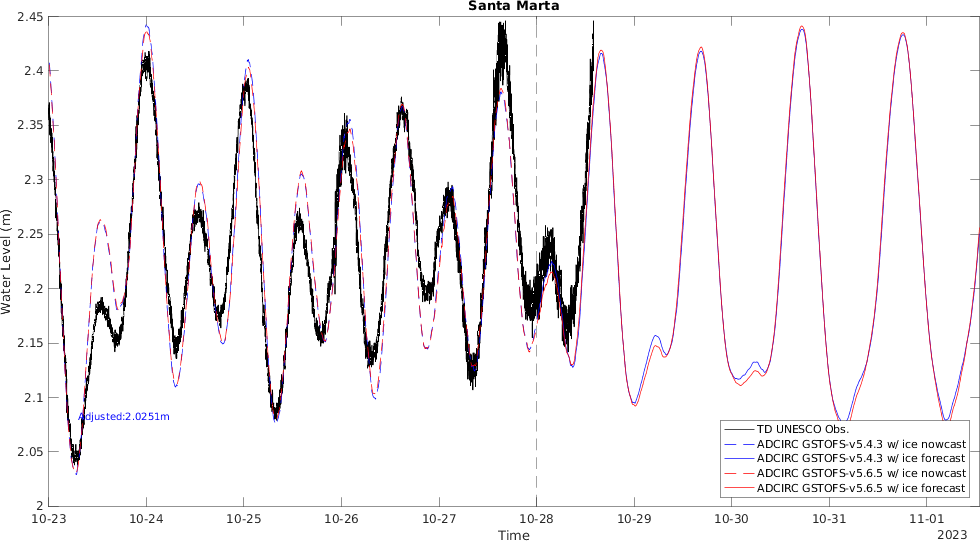 Santa Marta
2.45
2.4
2.35
2.3
2.25
2.2
2.15
2.1
2.05
2
Water Level (m)
Adjusted:2.0251m
TD UNESCO Obs.
ADCIRC GSTOFS-v5.4.3 w/ ice nowcast
ADCIRC GSTOFS-v5.4.3 w/ ice forecast
ADCIRC GSTOFS-v5.6.5 w/ ice nowcast
ADCIRC GSTOFS-v5.6.5 w/ ice forecast
10-23 10-24 10-25 10-26 10-27 10-28 10-29 10-30 10-31 11-01
Time
2023